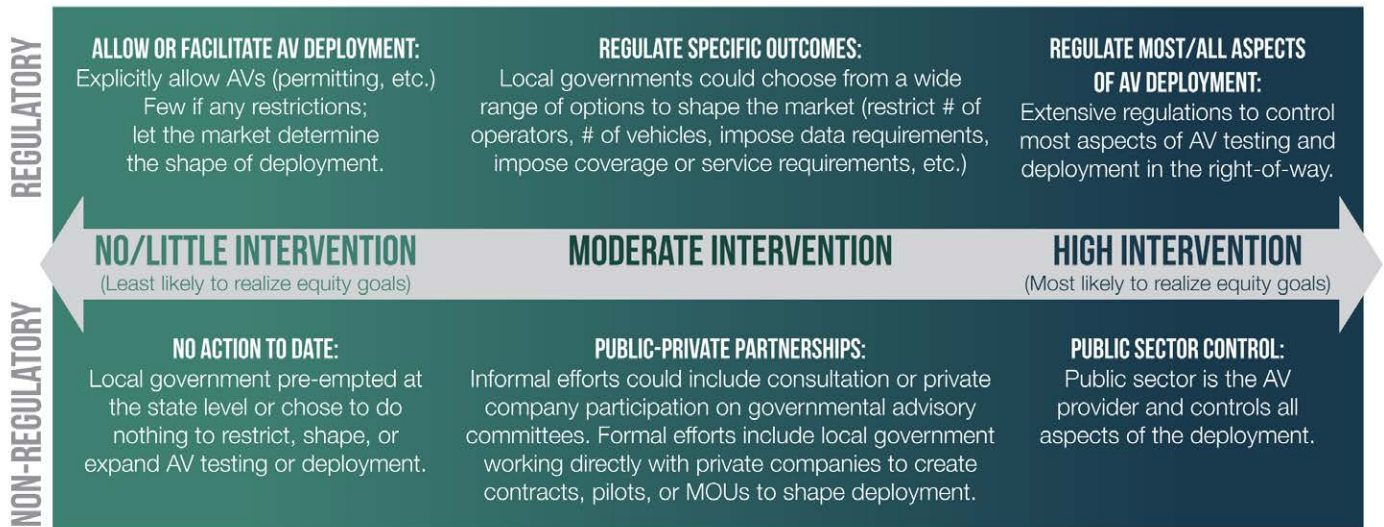 REGULATORY
ALLOW OR FACILITATE AV DEPLOYMENT:
Explicitly allow AVs (permitting, etc.)
Few if any restrictions;
let the market determine
the shape of deployment.
REGULATE SPECIFIC OUTCOMES:
Local governments could choose from a wide
range of options to shape the market (restrict # of
operators, # of vehicles, impose data requirements,
impose coverage or service requirements, etc.)
REGULATE MOST/ALL ASPECTS
OF AV DEPLOYMENT:
Extensive regulations to control
most aspects of AV testing and
deployment in the right-of-way.
NO/LITTLE INTERVENTION
(Least likely to realize equity goals)
MODERATE INTERVENTION
HIGH INTERVENTION
(Most likely to realize equity goals)
NON-REGULATORY
NO ACTION TO DATE:
Local government pre-empted at
the state level or chose to do
nothing to restrict, shape, or
expand AV testing or deployment.
PUBLIC-PRIVATE PARTNERSHIPS:
Informal efforts could include consultation or private
company participation on governmental advisory
committees. Formal efforts include local government
working directly with private companies to create
contracts, pilots, or MOUs to shape deployment.
PUBLIC SECTOR CONTROL:
Public sector is the AV
provider and controls all
aspects of the deployment.